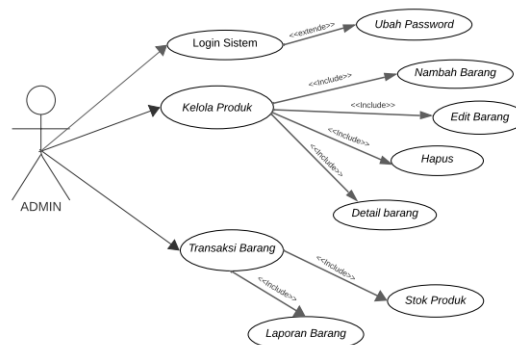 Ubah Password
<<extende>>
Login Sistem
Nambah Barang
<<Include>>
Kelola Produk
<<Include>>
Edit Barang
<<Include>>
Hapus
<<Include>>
ADMIN
Detail barang
Transaksi Barang
<<Include>>
Stok Produk
<<Include>>
Laporan Barang